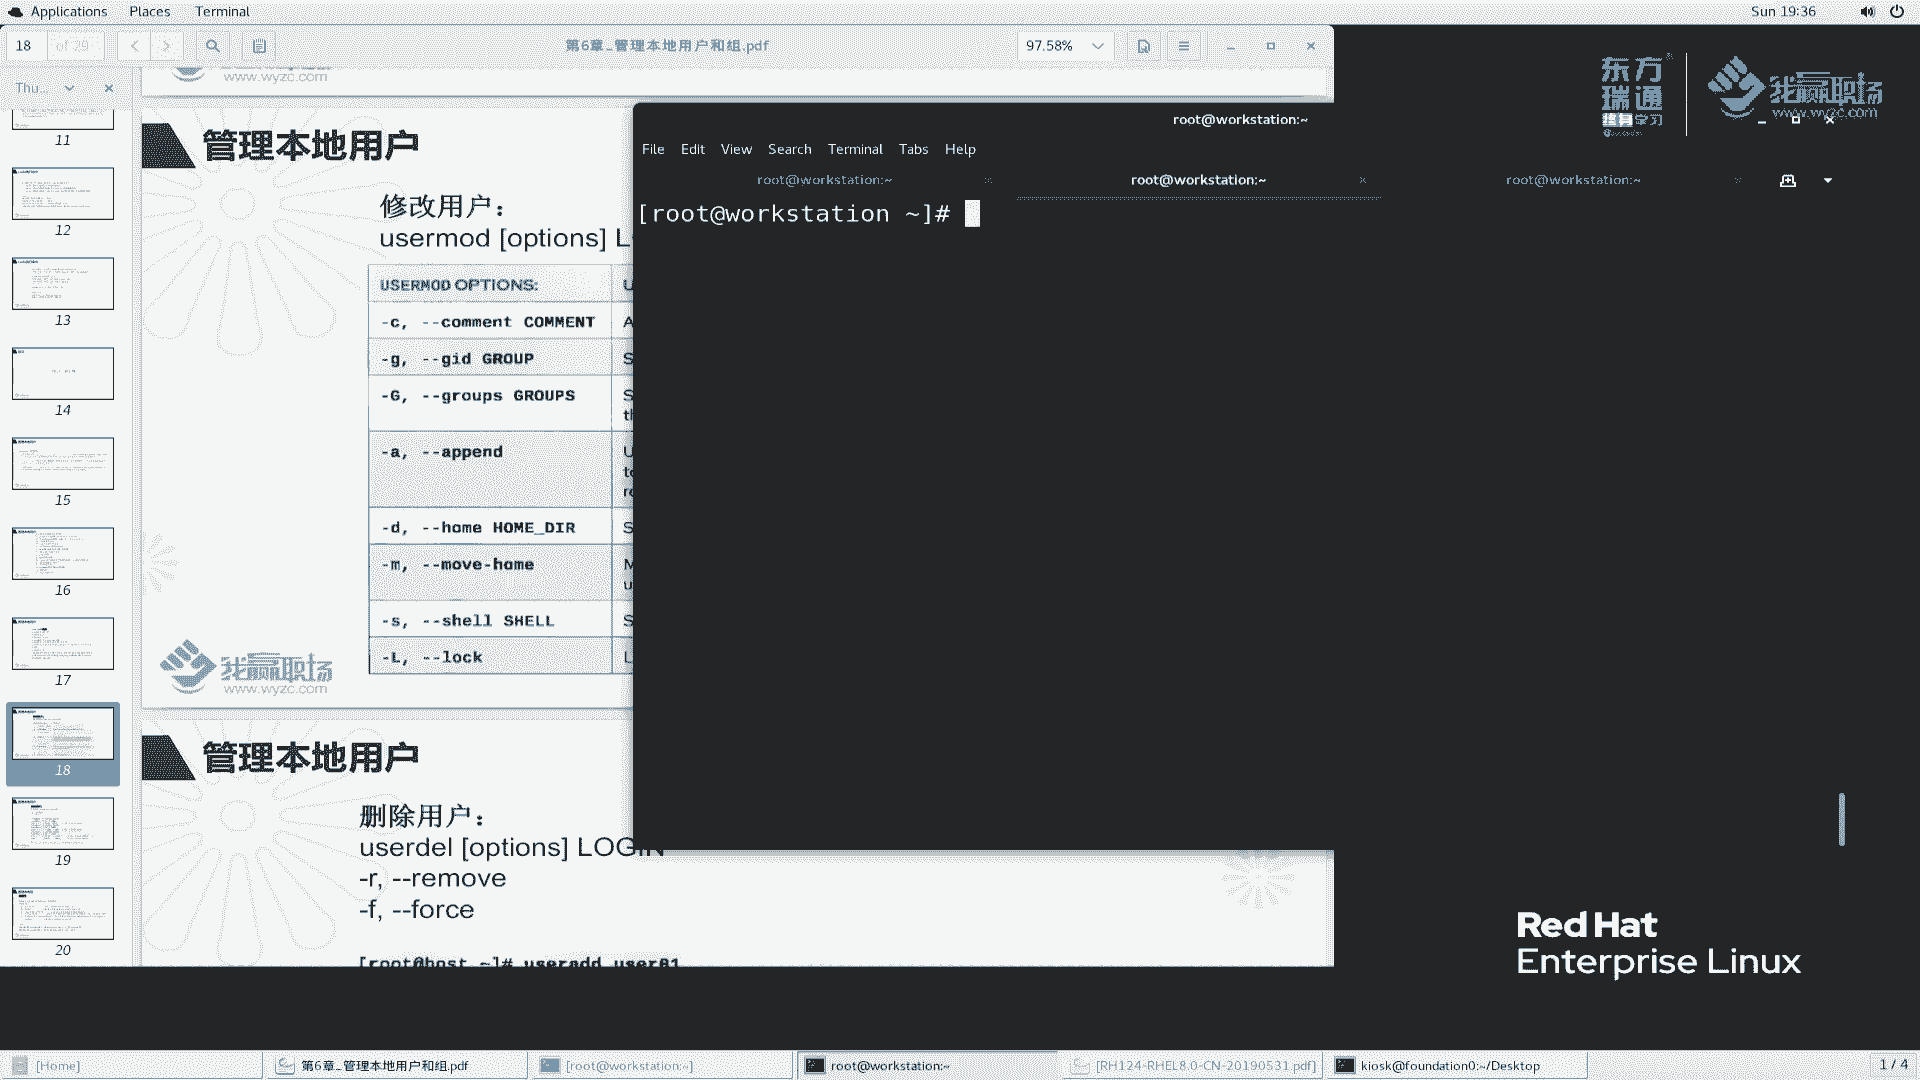 Applications Places Terminal Sun 19:36
18 of 29 第6章_管理本地用户和组.pdf 97.58%
Thu...
11
12
13
14
15
16
17
18
19
20
www.wyzc.com
管理本地用户
修改用户：
usermod [options] L
USERMOD OPTIONS: U
-c, --comment COMMENT A
-g, --gid GROUP S
-G, --groups GROUPS S
th
-a, --append U
to
re
-d, --home HOME_DIR S
-m, --move-home M
u
-s, --shell SHELL S
-L, --lock L
我赢职场
www.wyzc.com
管理本地用户
删除用户：
userdel [options] LOGIN
-r, --remove
-f, --force
[root@host ~]# useradd user01
root@workstation:~
File Edit View Search Terminal Tabs Help
root@workstation:~ root@workstation:~ root@workstation:~
[root@workstation ~]#
东方
瑞通
终身学习
我赢职场
www.wyzc.com
Red Hat
Enterprise Linux
[Home] 第6章_管理本地用户和组.pdf [root@workstation:~] root@workstation:~ [RH124-RHEL8.0-CN-20190531.pdf] kiosk@foundation0:~/Desktop 1 / 4